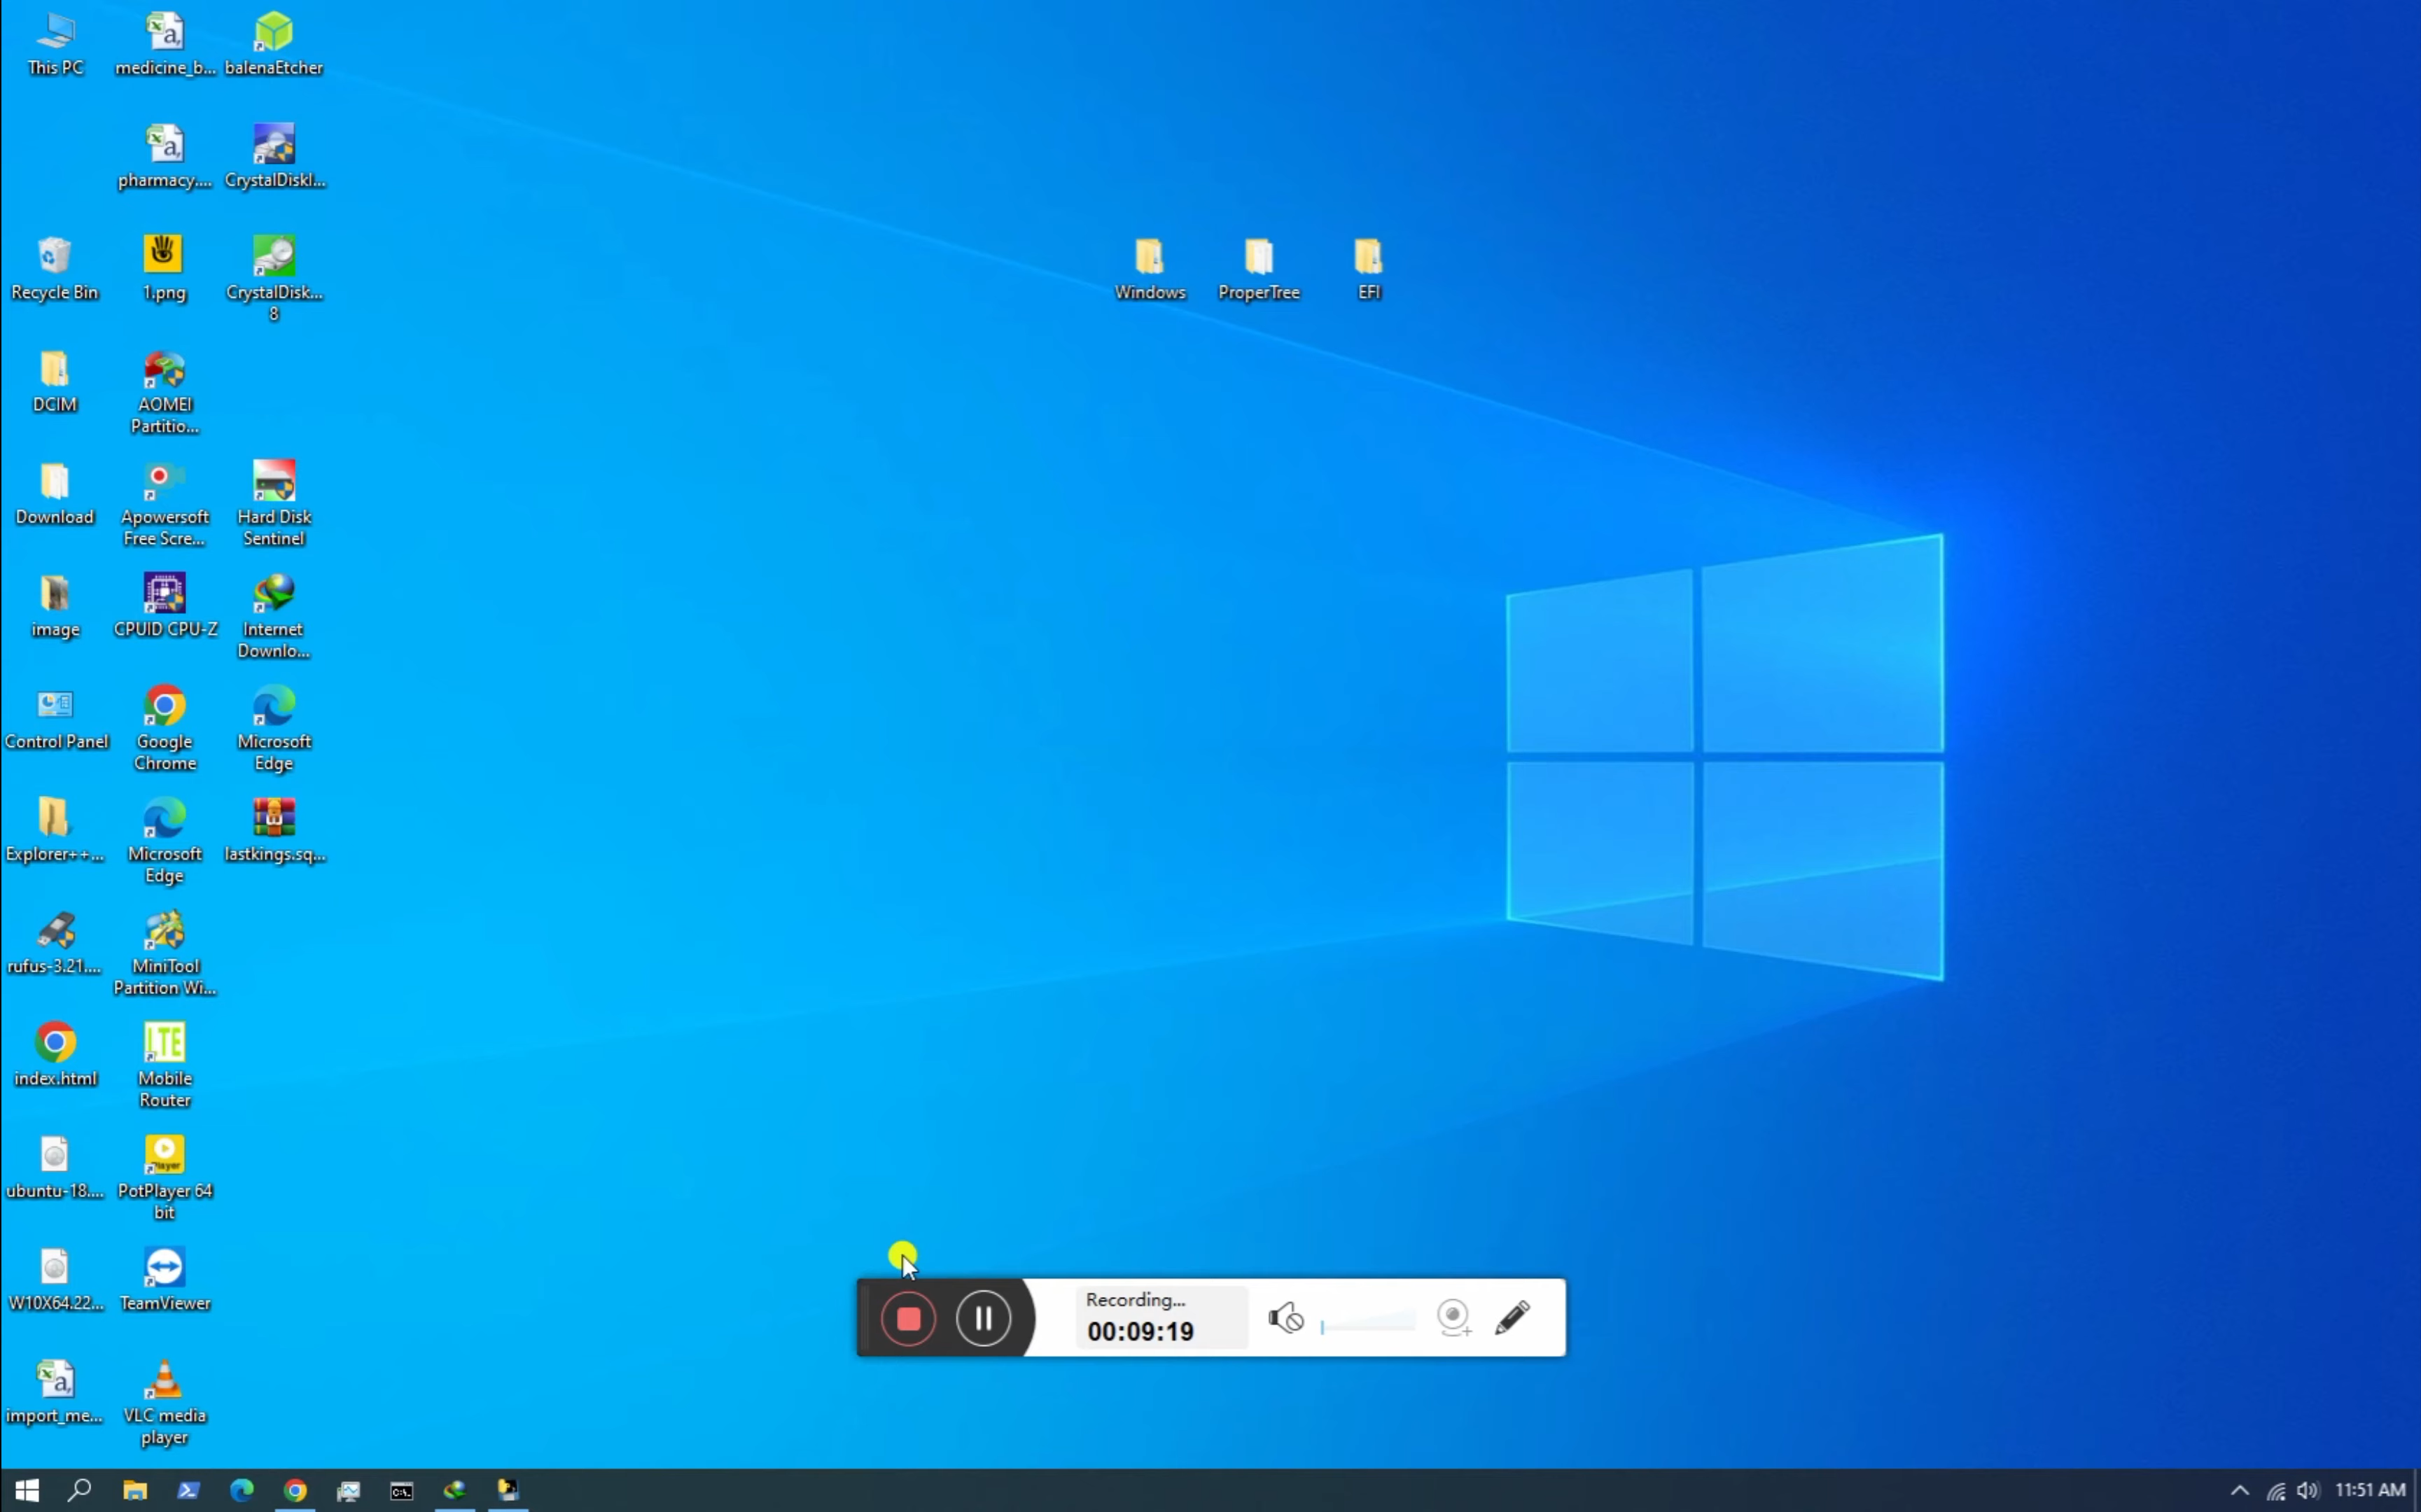 This PC
medicine_b...
balenaEtcher
pharmacy....
CrystalDiskI...
Recycle Bin
1.png
CrystalDisk...
8
Windows
ProperTree
EFI
DCIM
AOMEI
Partitio...
Download
Apowersoft
Free Scre...
Hard Disk
Sentinel
image
CPUID CPU-Z
Internet
Downlo...
Control Panel
Google
Chrome
Microsoft
Edge
Explorer++...
Microsoft
Edge
lastkings.sq...
rufus-3.21....
MiniTool
Partition Wi...
index.html
LTE
Mobile
Router
ubuntu-18....
Player
PotPlayer 64
bit
W10X64.22...
TeamViewer
Recording...
00:09:19
import_me...
VLC media
player
C:\_
11:51 AM